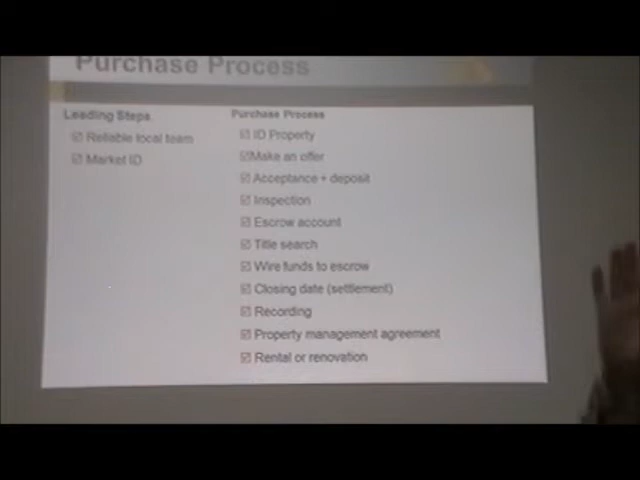 Purchase Process
Leading Steps
Reliable local team
Market ID
Purchase Process
ID Property
Make an offer
Acceptance + deposit
Inspection
Escrow account
Title search
Wire funds to escrow
Closing date (settlement)
Recording
Property management agreement
Rental or renovation